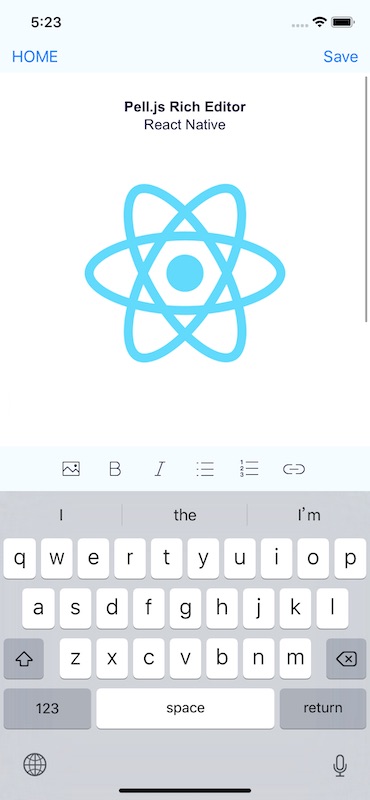 5:23
HOME Save
Pell.js Rich Editor
React Native
B I 1 2 3
I the I'm
q w e r t y u i o p
a s d f g h j k l
z x c v b n m
123 space return